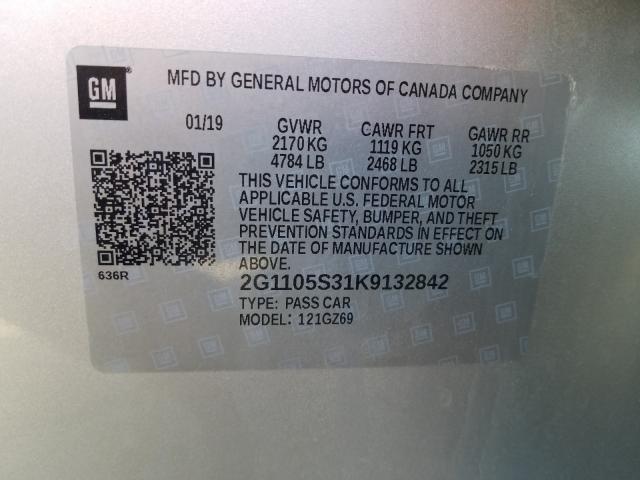 GM
MFD BY GENERAL MOTORS OF CANADA COMPANY
01/19 GVWR CAWR FRT GAWR RR
2170 KG 1119 KG 1050 KG
4784 LB 2468 LB 2315 LB
THIS VEHICLE CONFORMS TO ALL
APPLICABLE U.S. FEDERAL MOTOR
VEHICLE SAFETY, BUMPER, AND THEFT
PREVENTION STANDARDS IN EFFECT ON
THE DATE OF MANUFACTURE SHOWN
ABOVE.
636R
2G1105S31K9132842
TYPE: PASS CAR
MODEL: 121GZ69